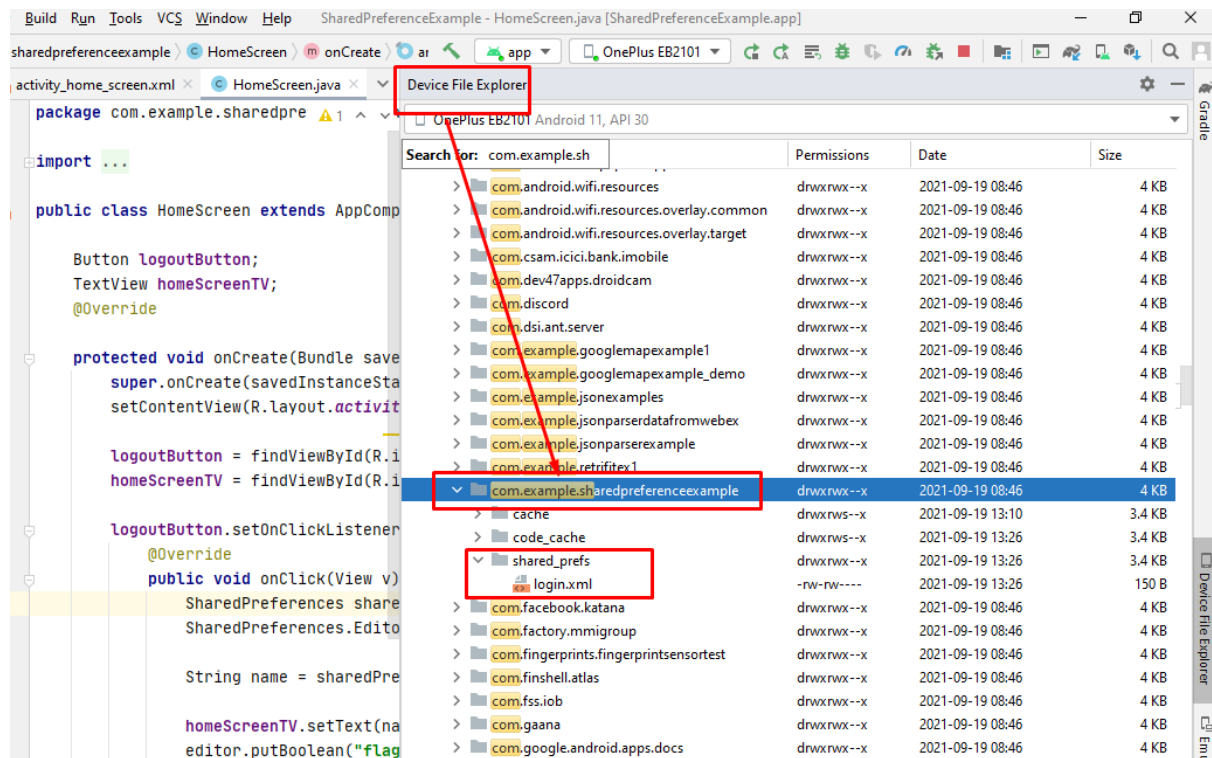 Build Run Tools VCS Window Help SharedPreferenceExample - HomeScreen.java [SharedPreferenceExample.app]
sharedpreferenceexample HomeScreen onCreate ar app OnePlus EB2101
activity_home_screen.xml HomeScreen.java
Device File Explorer
package com.example.sharedpre 1
import ...
public class HomeScreen extends AppComp
Button logoutButton;
TextView homeScreenTV;
@Override
protected void onCreate(Bundle save
super.onCreate(savedInstanceSta
setContentView(R.layout.activit
logoutButton = findViewById(R.i
homeScreenTV = findViewById(R.i
logoutButton.setOnClickListener
@Override
public void onClick(View v)
SharedPreferences share
SharedPreferences.Edito
String name = sharedPre
homeScreenTV.setText(na
editor.putBoolean("flag
OnePlus EB2101 Android 11, API 30
Search for: com.example.sh Permissions Date Size
com.android.wifi.resources drwxrwx--x 2021-09-19 08:46 4 KB
com.android.wifi.resources.overlay.common drwxrwx--x 2021-09-19 08:46 4 KB
com.android.wifi.resources.overlay.target drwxrwx--x 2021-09-19 08:46 4 KB
com.csam.icici.bank.imobile drwxrwx--x 2021-09-19 08:46 4 KB
com.dev47apps.droidcam drwxrwx--x 2021-09-19 08:46 4 KB
com.discord drwxrwx--x 2021-09-19 08:46 4 KB
com.dsi.ant.server drwxrwx--x 2021-09-19 08:46 4 KB
com.example.googlemapexample1 drwxrwx--x 2021-09-19 08:46 4 KB
com.example.googlemapexample_demo drwxrwx--x 2021-09-19 08:46 4 KB
com.example.jsonexamples drwxrwx--x 2021-09-19 08:46 4 KB
com.example.jsonparserdatafromwebex drwxrwx--x 2021-09-19 08:46 4 KB
com.example.jsonparserexample drwxrwx--x 2021-09-19 08:46 4 KB
com.example.retrifitex1 drwxrwx--x 2021-09-19 08:46 4 KB
com.example.sharedpreferenceexample drwxrwx--x 2021-09-19 08:46 4 KB
cache drwxrws--x 2021-09-19 13:10 3.4 KB
code_cache drwxrws--x 2021-09-19 13:26 3.4 KB
shared_prefs drwxrwx--x 2021-09-19 13:26 3.4 KB
login.xml -rw-rw---- 2021-09-19 13:26 150 B
com.facebook.katana drwxrwx--x 2021-09-19 08:46 4 KB
com.factory.mmigroup drwxrwx--x 2021-09-19 08:46 4 KB
com.fingerprints.fingerprintsensortest drwxrwx--x 2021-09-19 08:46 4 KB
com.finshell.atlas drwxrwx--x 2021-09-19 08:46 4 KB
com.fss.iob drwxrwx--x 2021-09-19 08:46 4 KB
com.gaana drwxrwx--x 2021-09-19 08:46 4 KB
com.google.android.apps.docs drwxrwx--x 2021-09-19 08:46 4 KB
Gradle
Device File Explorer
Emu